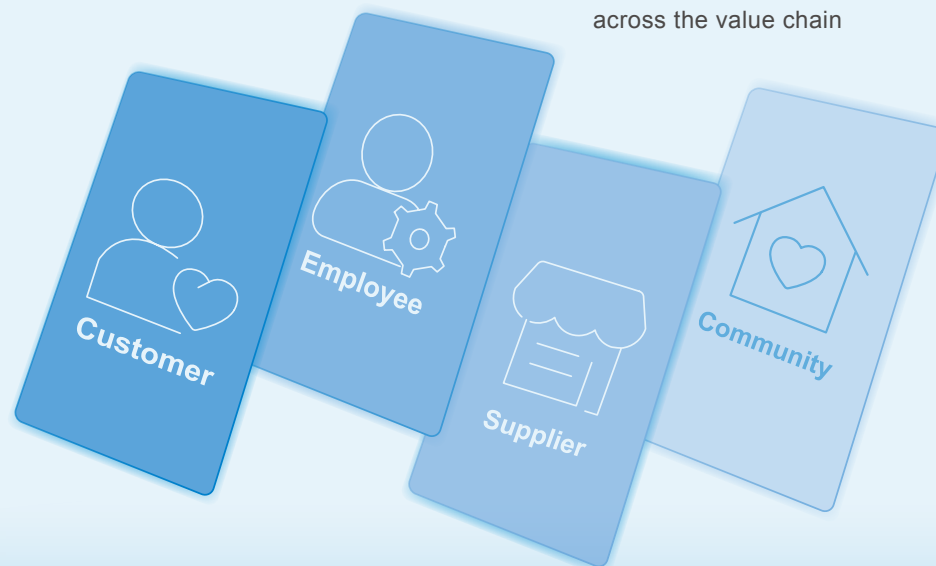 across the value chain
Customer
Employee
Supplier
Community